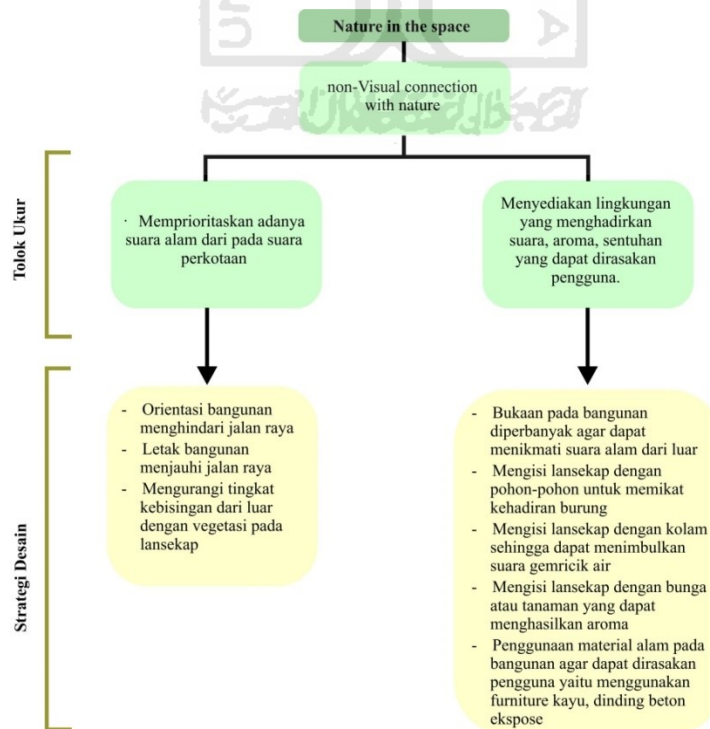 Nature in the space
non-Visual connection
with nature
Tolok Ukur
· Memprioritaskan adanya
suara alam dari pada suara
perkotaan
Menyediakan lingkungan
yang menghadirkan
suara, aroma, sentuhan
yang dapat dirasakan
pengguna.
Strategi Desain
- Orientasi bangunan
menghindari jalan raya
- Letak bangunan
menjauhi jalan raya
- Mengurangi tingkat
kebisingan dari luar
dengan vegetasi pada
lansekap
- Bukaan pada bangunan
diperbanyak agar dapat
menikmati suara alam dari luar
- Mengisi lansekap dengan
pohon-pohon untuk memikat
kehadiran burung
- Mengisi lansekap dengan kolam
sehingga dapat menimbulkan
suara gemricik air
- Mengisi lansekap dengan bunga
atau tanaman yang dapat
menghasilkan aroma
- Penggunaan material alam pada
bangunan agar dapat dirasakan
pengguna yaitu menggunakan
furniture kayu, dinding beton
ekspose